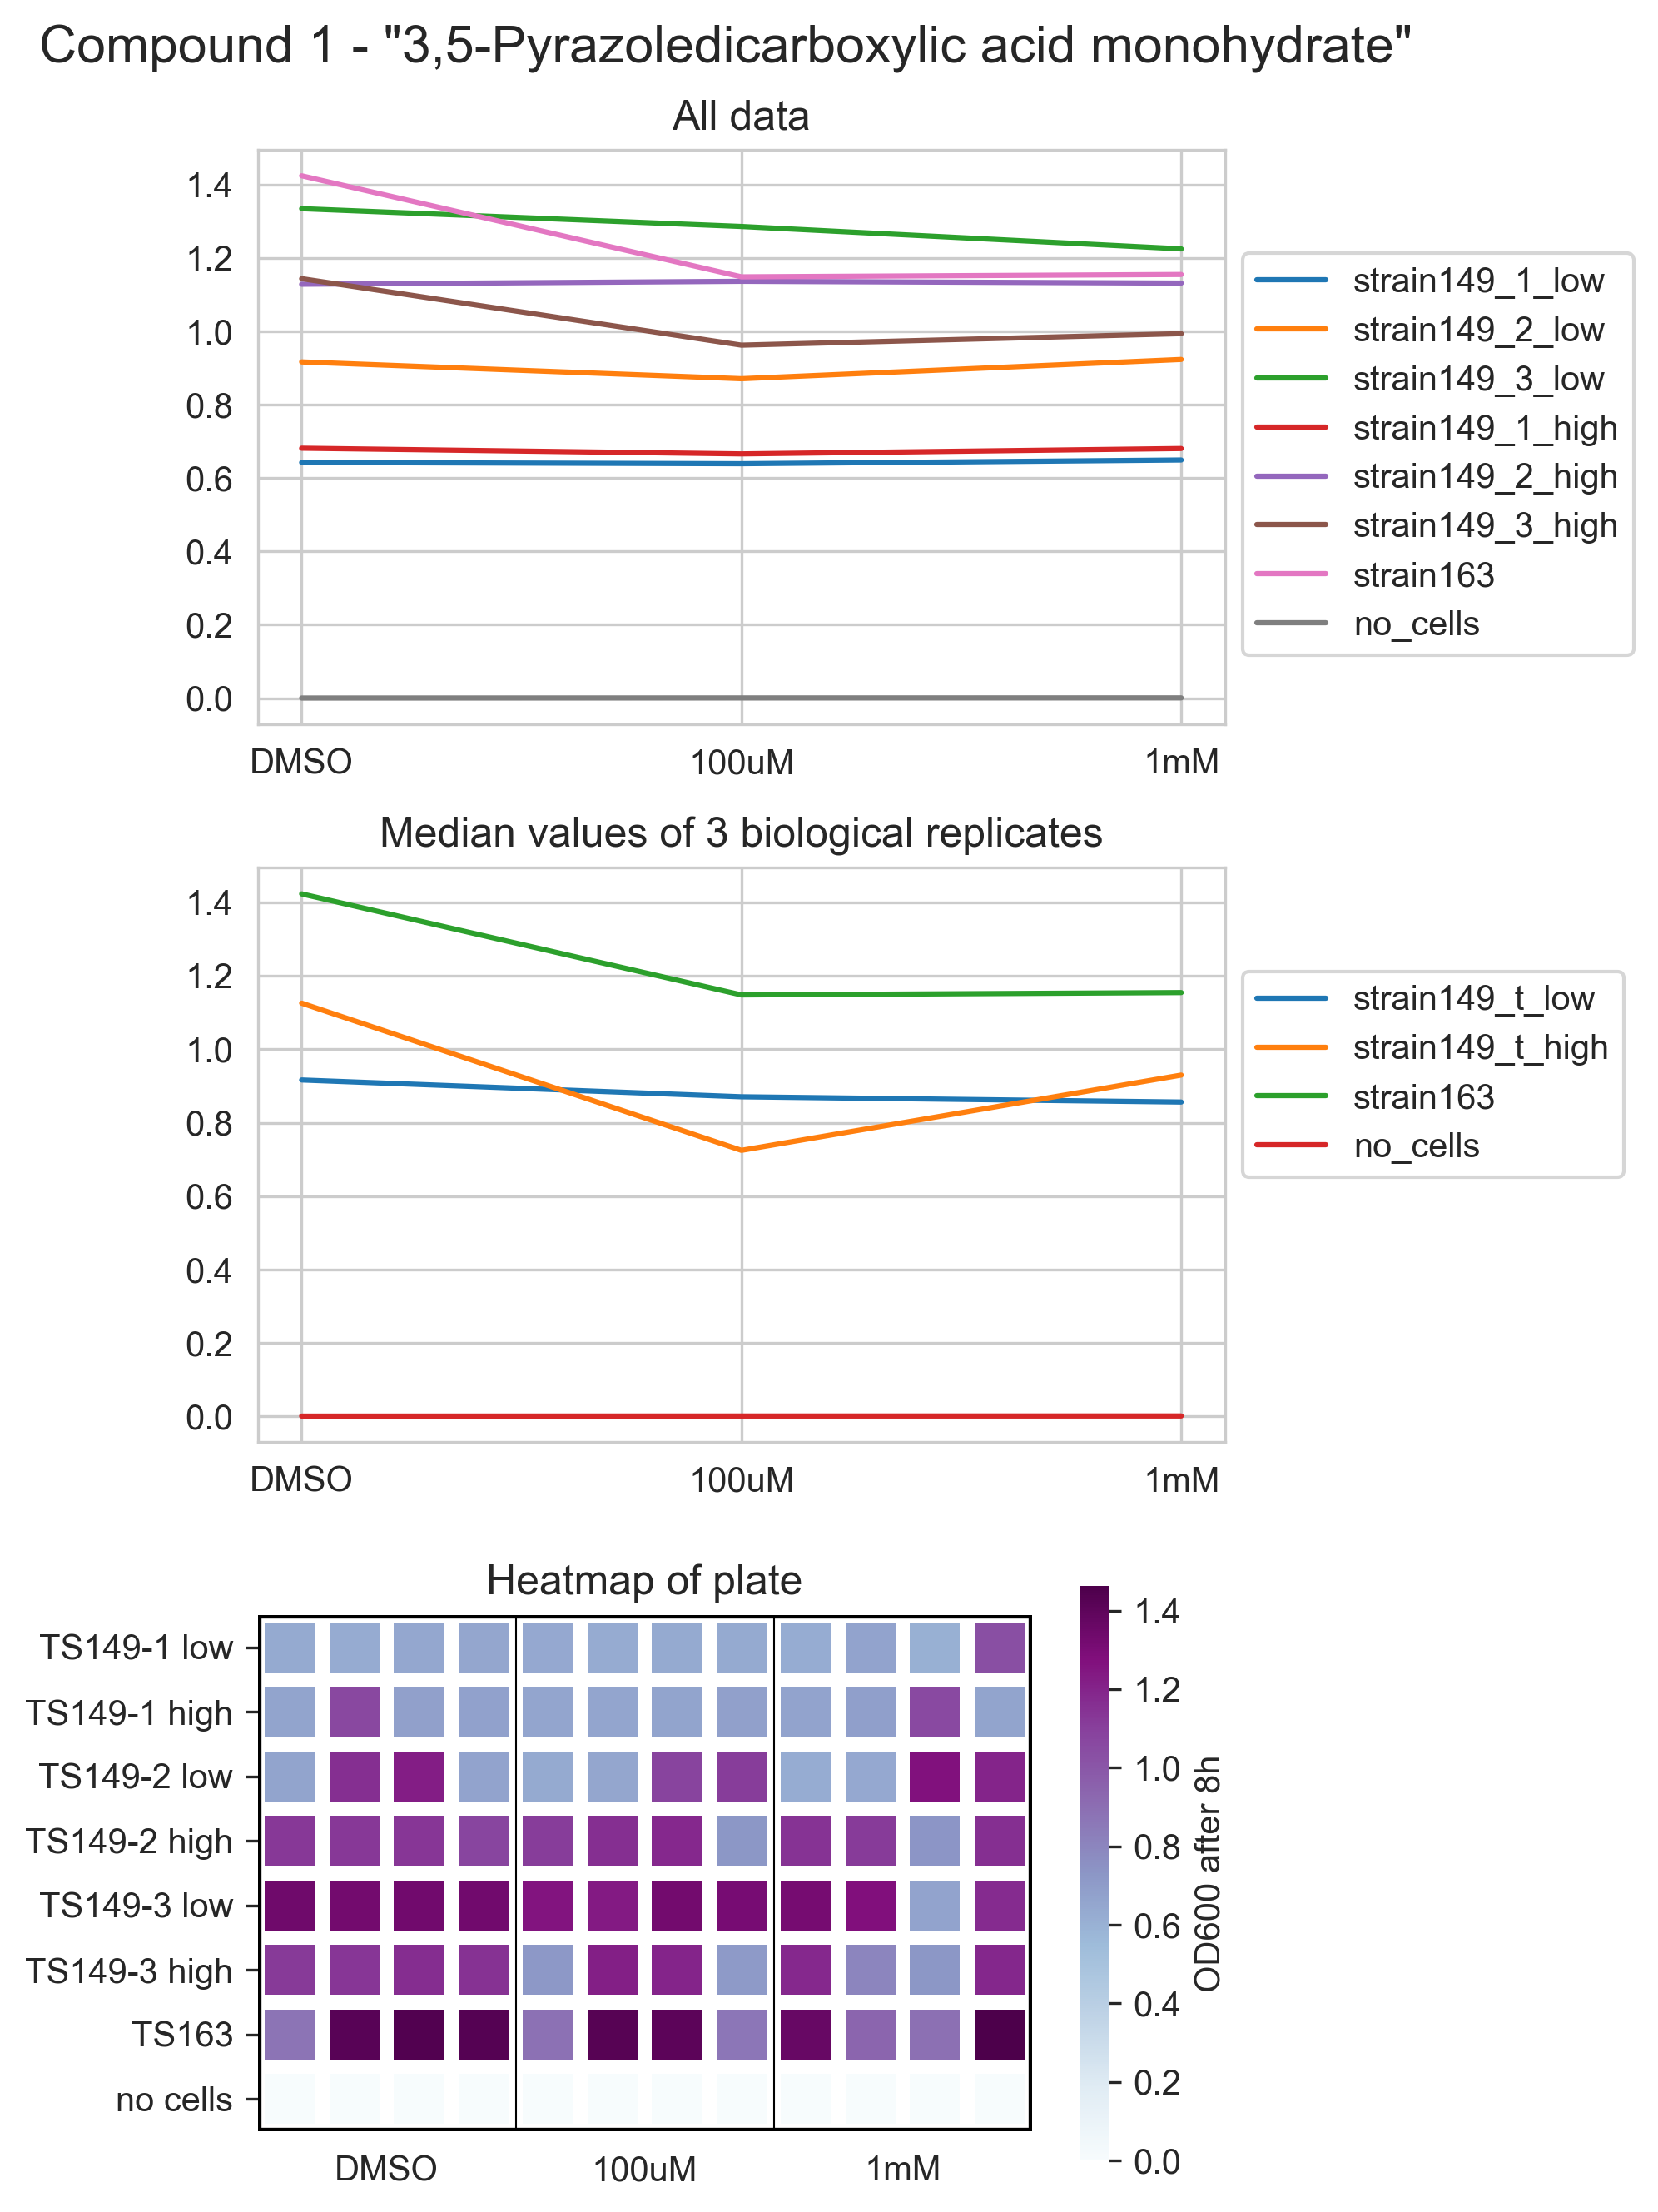 Compound 1 - "3,5-Pyrazoledicarboxylic acid monohydrate"
All data
1.4
1.2
1.0
0.8
0.6
0.4
0.2
0.0
DMSO 100uM 1mM
strain149_1_low
strain149_2_low
strain149_3_low
strain149_1_high
strain149_2_high
strain149_3_high
strain163
no_cells
Median values of 3 biological replicates
1.4
1.2
1.0
0.8
0.6
0.4
0.2
0.0
DMSO 100uM 1mM
strain149_t_low
strain149_t_high
strain163
no_cells
Heatmap of plate
TS149-1 low
TS149-1 high
TS149-2 low
TS149-2 high
TS149-3 low
TS149-3 high
TS163
no cells
DMSO 100uM 1mM
1.4
1.2
1.0
0.8
0.6
0.4
0.2
0.0
OD600 after 8h